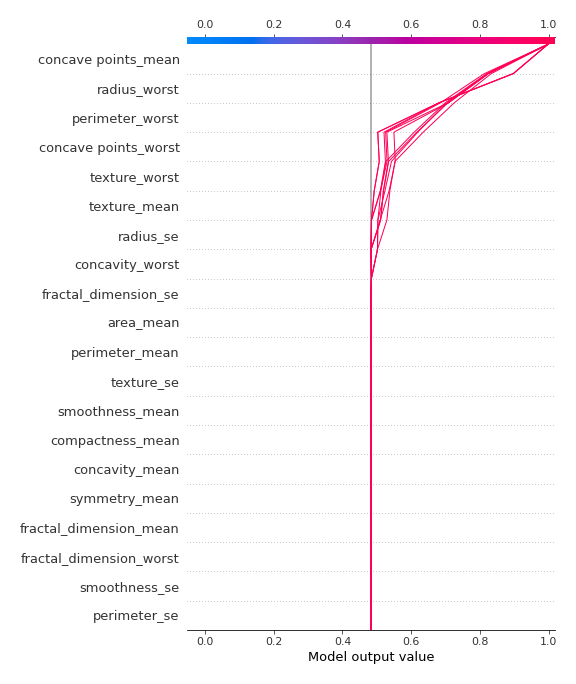 0.0 0.2 0.4 0.6 0.8 1.0
concave points_mean
radius_worst
perimeter_worst
concave points_worst
texture_worst
texture_mean
radius_se
concavity_worst
fractal_dimension_se
area_mean
perimeter_mean
texture_se
smoothness_mean
compactness_mean
concavity_mean
symmetry_mean
fractal_dimension_mean
fractal_dimension_worst
smoothness_se
perimeter_se
0.0 0.2 0.4 0.6 0.8 1.0
Model output value